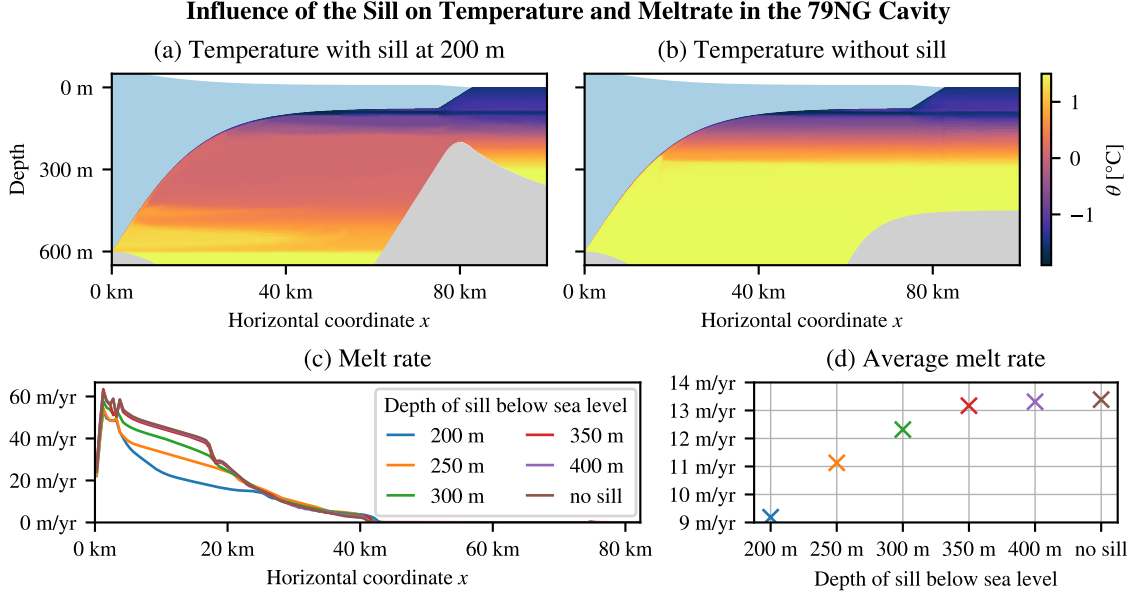 Influence of the Sill on Temperature and Meltrate in the 79NG Cavity
(a) Temperature with sill at 200 m
(b) Temperature without sill
0 m
300 m
600 m
Depth
0 km
40 km
80 km
Horizontal coordinate x
0 km
40 km
80 km
Horizontal coordinate x
1
0
−1
θ [°C]
(c) Melt rate
60 m/yr
40 m/yr
20 m/yr
0 m/yr
0 km
20 km
40 km
60 km
80 km
Horizontal coordinate x
Depth of sill below sea level
200 m
350 m
250 m
400 m
300 m
no sill
(d) Average melt rate
14 m/yr
13 m/yr
12 m/yr
11 m/yr
10 m/yr
9 m/yr
200 m
250 m
300 m
350 m
400 m
no sill
Depth of sill below sea level